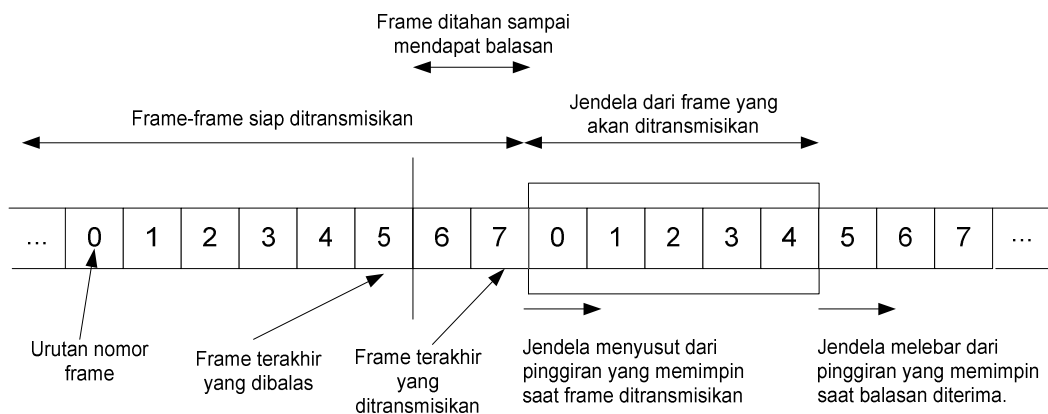 Frame ditahan sampai
mendapat balasan
Frame-frame siap ditransmisikan
Jendela dari frame yang
akan ditransmisikan
... 0 1 2 3 4 5 6 7 0 1 2 3 4 5 6 7 ...
Urutan nomor
frame
Frame terakhir
yang dibalas
Frame terakhir
yang
ditransmisikan
Jendela menyusut dari
pinggiran yang memimpin
saat frame ditransmisikan
Jendela melebar dari
pinggiran yang memimpin
saat balasan diterima.